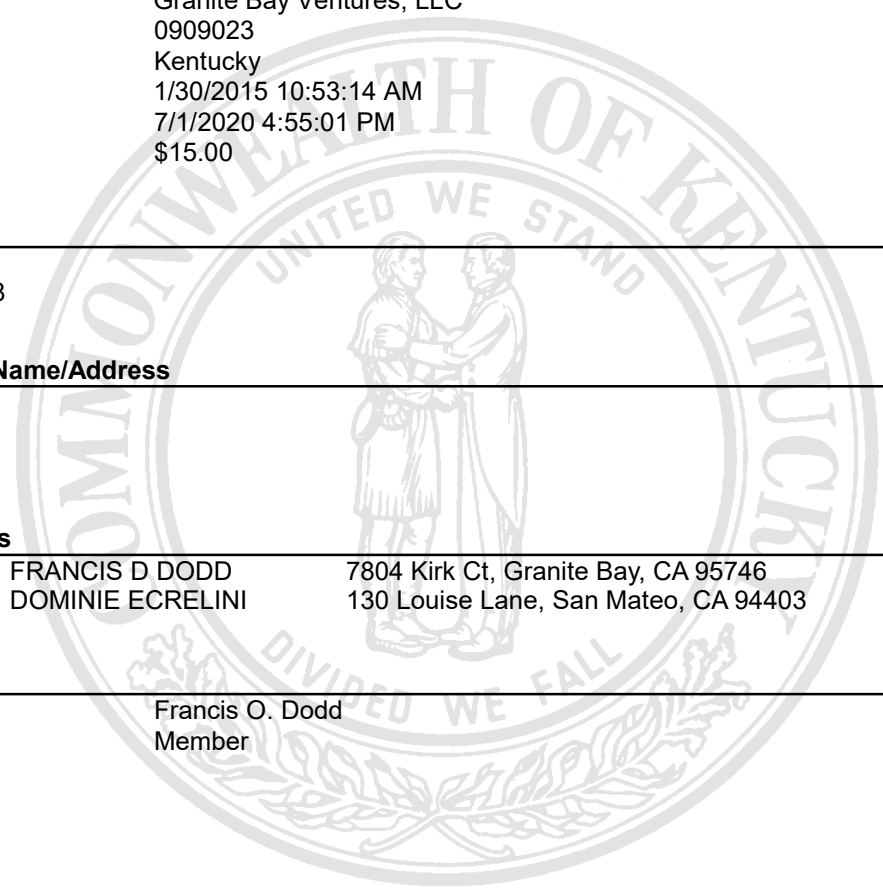 Granite Bay Ventures, LLC
0909023
Kentucky
1/30/2015 10:53:14 AM
7/1/2020 4:55:01 PM
$15.00
COMMONWEALTH OF KENTUCKY
UNITED WE STAND
Name/Address
FRANCIS D DODD 7804 Kirk Ct, Granite Bay, CA 95746
DOMINIE ECRELINI 130 Louise Lane, San Mateo, CA 94403
DIVIDED WE FALL
Francis O. Dodd
Member